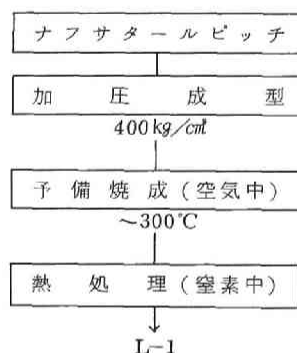 ナフサタールピッチ
加圧成型
400kg/c㎡
予備焼成(空気中)
~300℃
熱処理(窒素中)
L-1